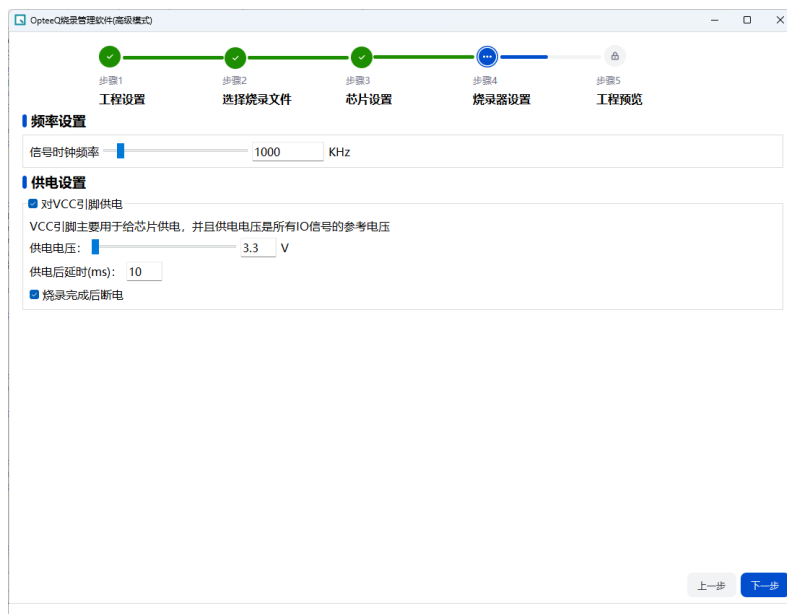 OpteeQ烧录管理软件(高级模式)
步骤1 步骤2 步骤3 步骤4 步骤5
工程设置 选择烧录文件 芯片设置 烧录器设置 工程预览
频率设置
信号时钟频率 1000 KHz
供电设置
对VCC引脚供电
VCC引脚主要用于给芯片供电，并且供电电压是所有IO信号的参考电压
供电电压： 3.3 V
供电后延时(ms)： 10
烧录完成后断电
上一步 下一步